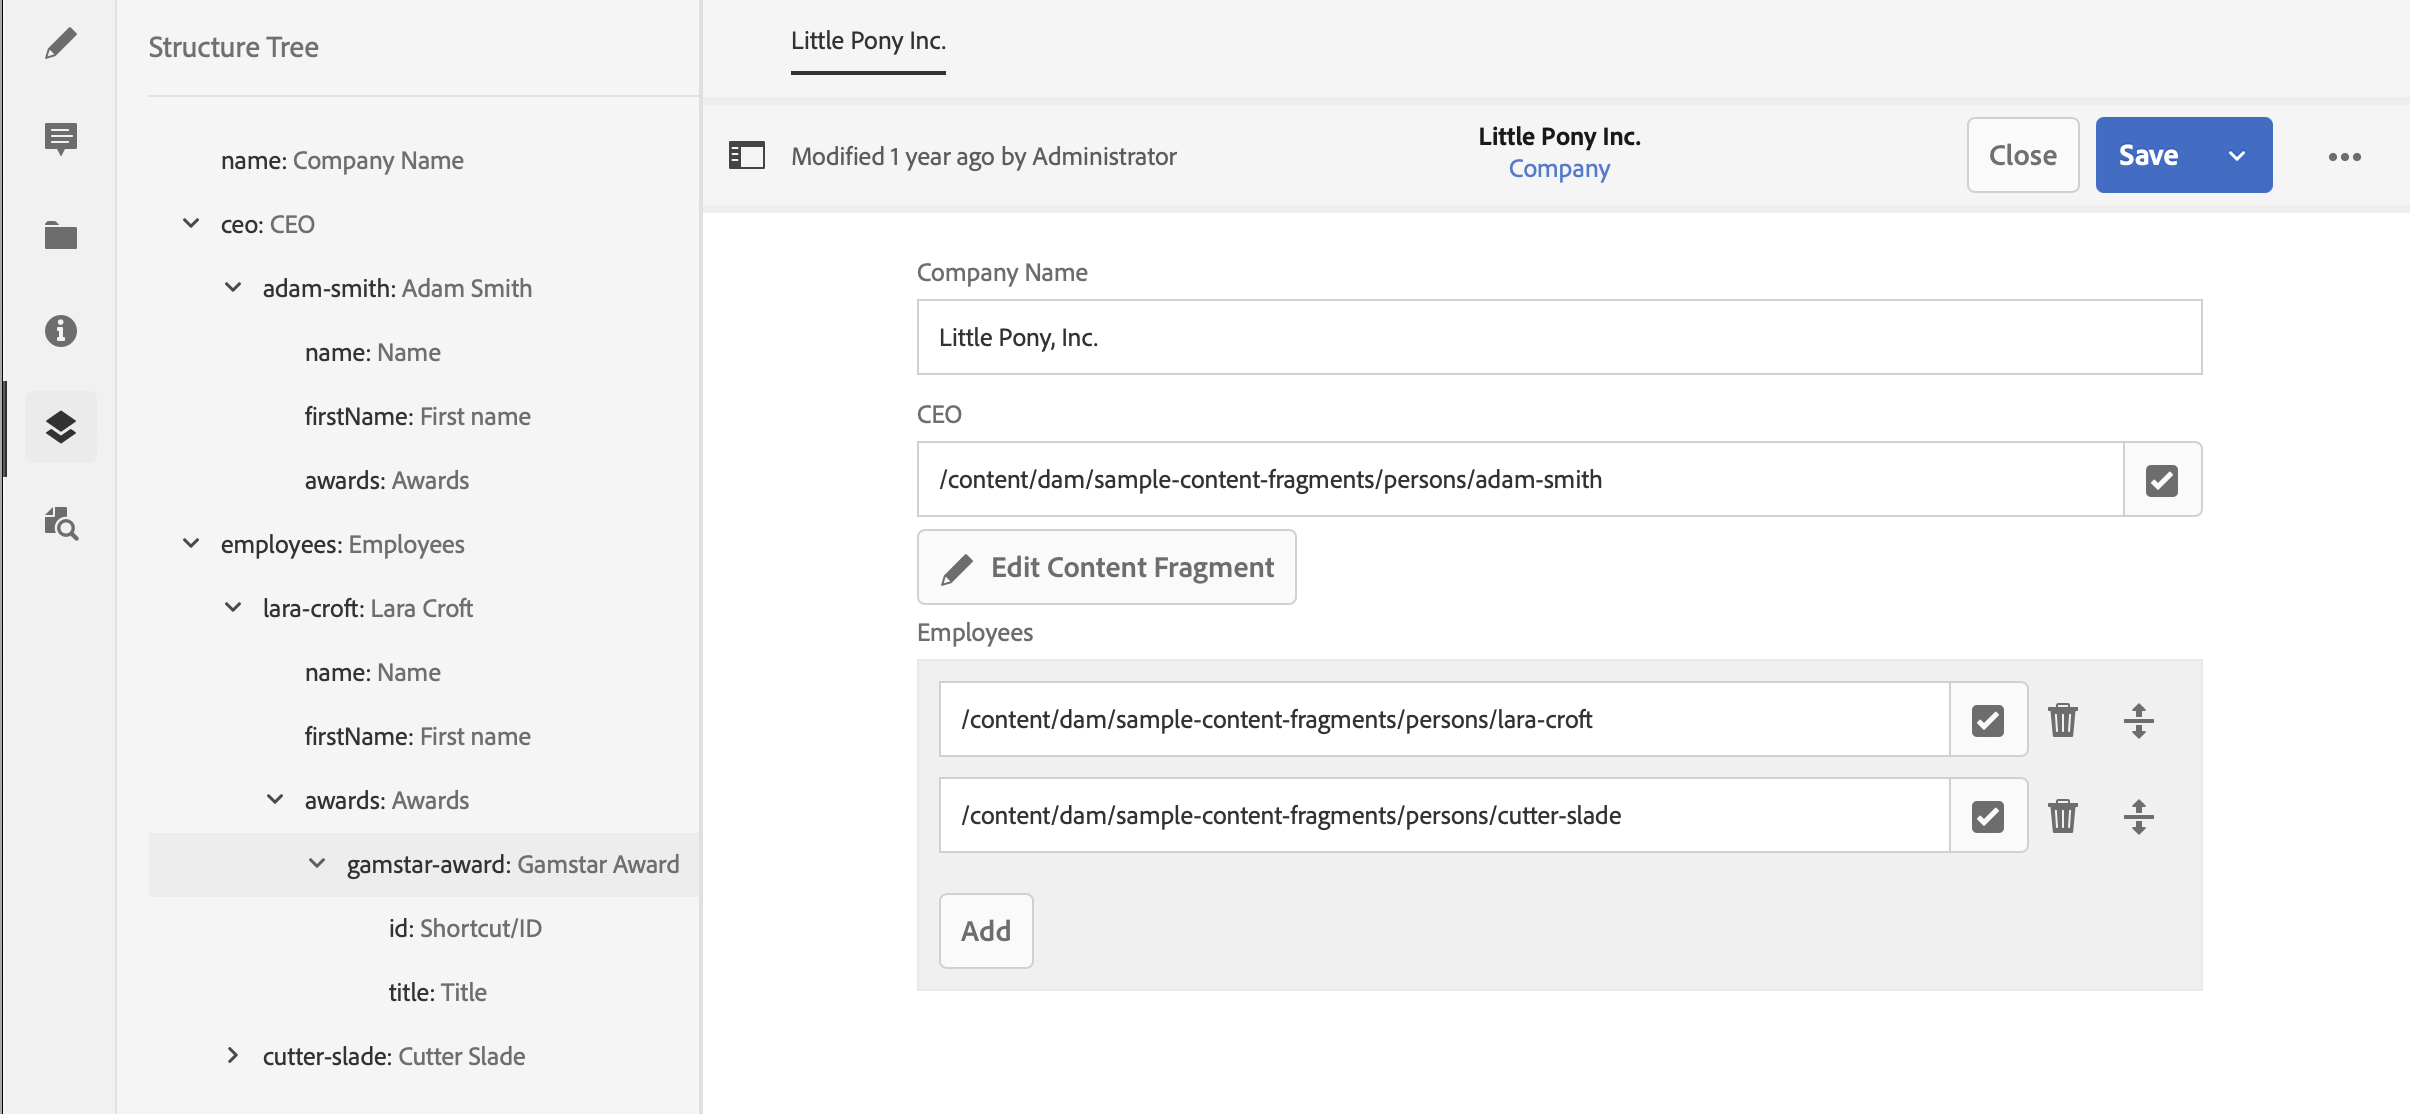 Structure Tree
name: Company Name
ceo: CEO
adam-smith: Adam Smith
name: Name
firstName: First name
awards: Awards
employees: Employees
lara-croft: Lara Croft
name: Name
firstName: First name
awards: Awards
gamstar-award: Gamstar Award
id: Shortcut/ID
title: Title
cutter-slade: Cutter Slade
Little Pony Inc.
Modified 1 year ago by Administrator
Little Pony Inc.
Company
Close
Save
Company Name
Little Pony, Inc.
CEO
/content/dam/sample-content-fragments/persons/adam-smith
Edit Content Fragment
Employees
/content/dam/sample-content-fragments/persons/lara-croft
/content/dam/sample-content-fragments/persons/cutter-slade
Add